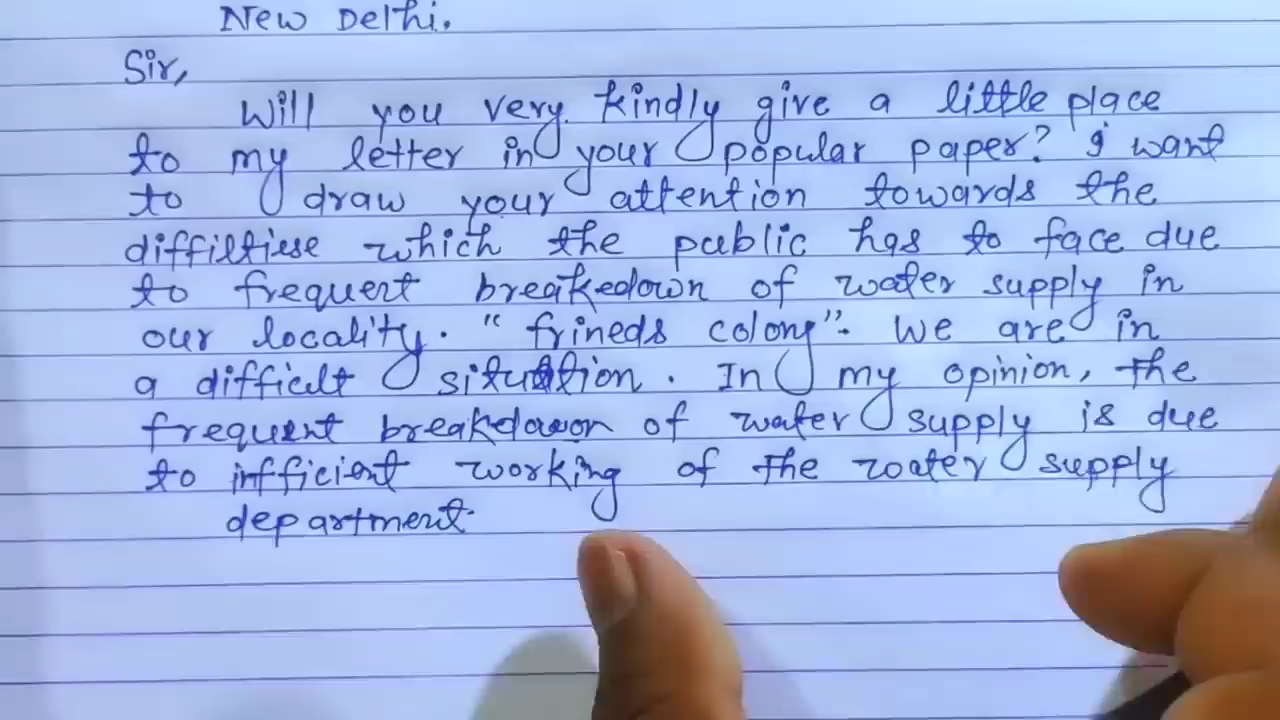 New Delhi.
Sir,
Will you very kindly give a little place
to my letter in your popular paper? I want
to draw your attention towards the
diffiltiese which the public has to face due
to frequent breakedown of water supply in
our locality. "frineds colony". We are in
a difficult situation. In my opinion, the
frequent breakdown of water supply is due
to infficient working of the water supply
department.